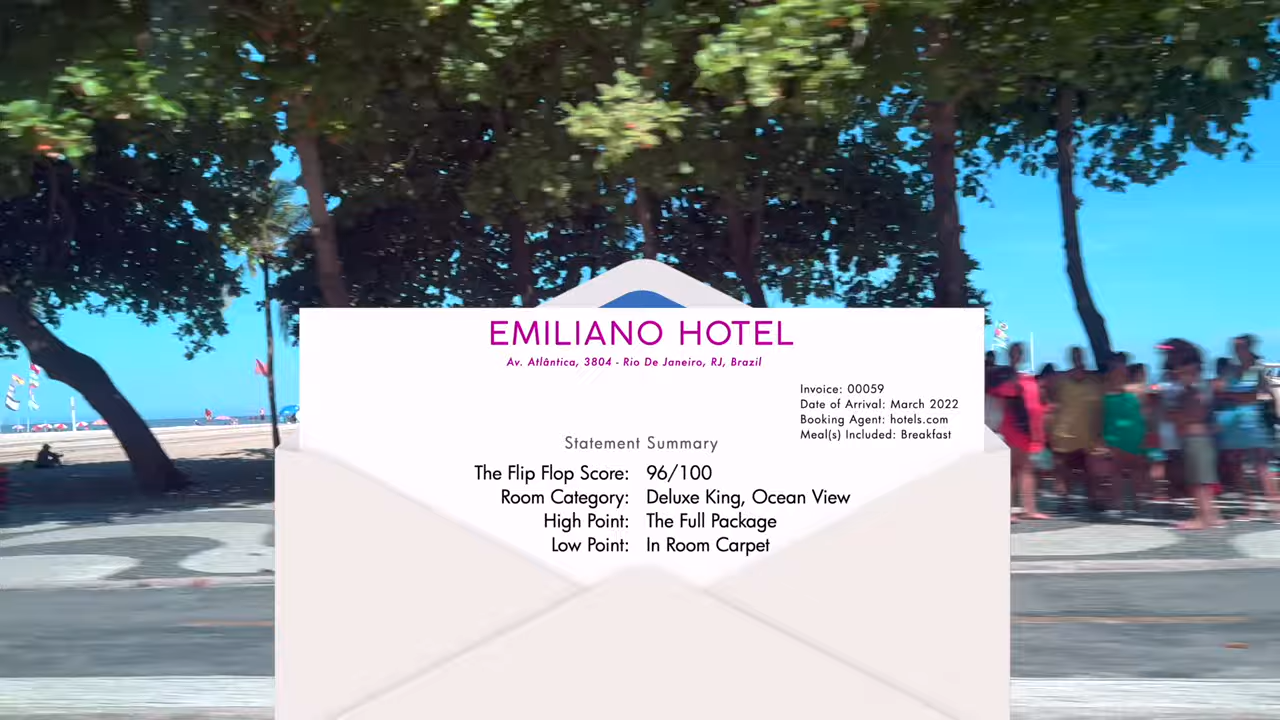 EMILIANO HOTEL
Av. Atlântica, 3804 - Rio De Janeiro, RJ, Brazil
Invoice: 00059
Date of Arrival: March 2022
Booking Agent: hotels.com
Meal(s) Included: Breakfast
Statement Summary
The Flip Flop Score: 96/100
Room Category: Deluxe King, Ocean View
High Point: The Full Package
Low Point: In Room Carpet